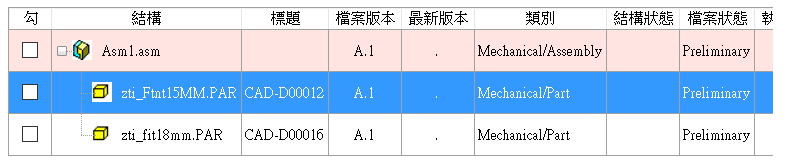 勾 結構 標題 檔案版本 最新版本 類別 結構狀態 檔案狀態
Asm1.asm A.1 . Mechanical/Assembly Preliminary
zti_Ftnt15MM.PAR CAD-D00012 A.1 . Mechanical/Part Preliminary
zti_fit18mm.PAR CAD-D00016 A.1 . Mechanical/Part Preliminary